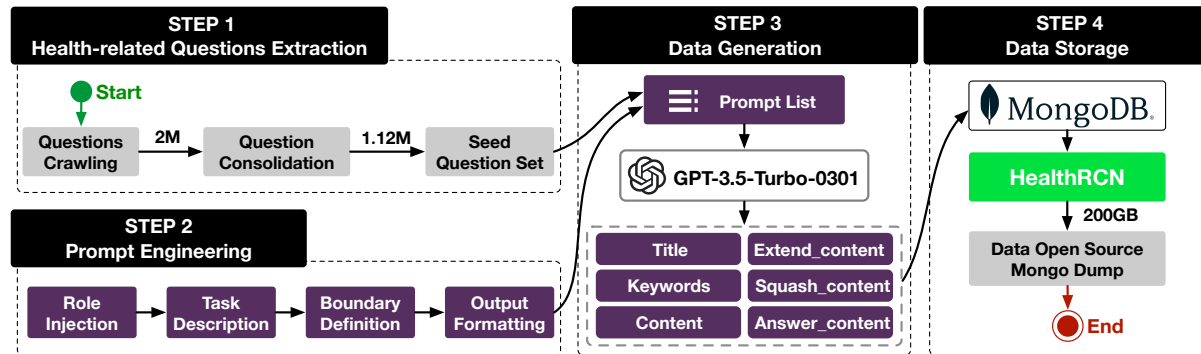 STEP 1
Health-related Questions Extraction
Start
Questions
Crawling
2M
Question
Consolidation
1.12M
Seed
Question Set
STEP 2
Prompt Engineering
Role
Injection
Task
Description
Boundary
Definition
Output
Formatting
STEP 3
Data Generation
Prompt List
GPT-3.5-Turbo-0301
Title
Extend_content
Keywords
Squash_content
Content
Answer_content
STEP 4
Data Storage
MongoDB®
HealthRCN
200GB
Data Open Source
Mongo Dump
End